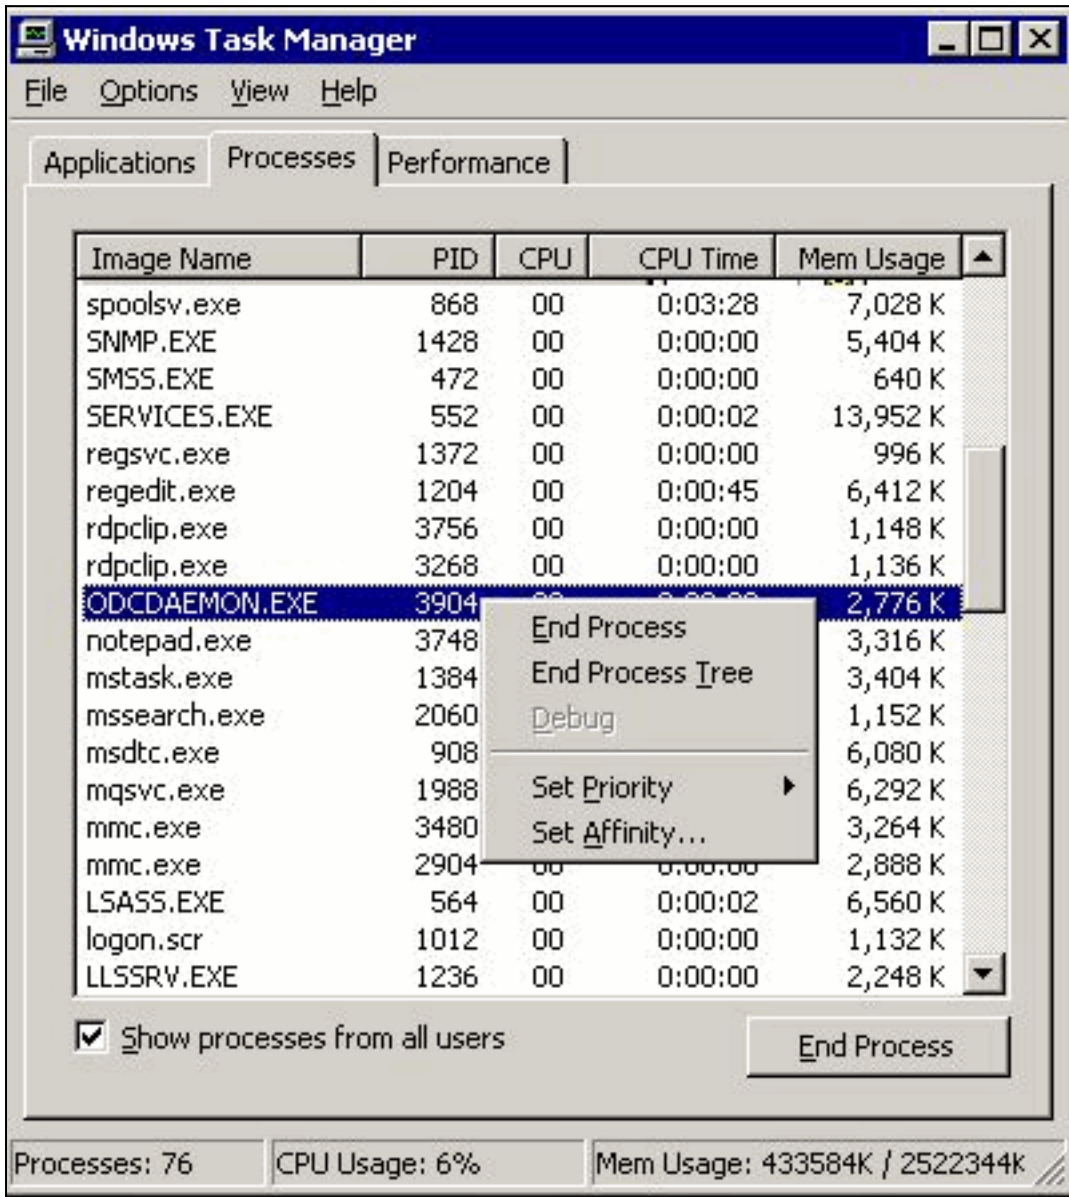 Windows Task Manager
File Options View Help
Applications Processes Performance
Image Name PID CPU CPU Time Mem Usage
spoolsv.exe 868 00 0:03:28 7,028 K
SNMP.EXE 1428 00 0:00:00 5,404 K
SMSS.EXE 472 00 0:00:00 640 K
SERVICES.EXE 552 00 0:00:02 13,952 K
regsvc.exe 1372 00 0:00:00 996 K
regedit.exe 1204 00 0:00:45 6,412 K
rdpclip.exe 3756 00 0:00:00 1,148 K
rdpclip.exe 3268 00 0:00:00 1,136 K
ODCDAEMON.EXE 3904 2,776 K
End Process
notepad.exe 3748 3,316 K
End Process Tree
mstask.exe 1384 3,404 K
Debug
mssearch.exe 2060 1,152 K
msdtc.exe 908 6,080 K
Set Priority
mqsvc.exe 1988 6,292 K
Set Affinity...
mmc.exe 3480 3,264 K
mmc.exe 2904 00 0:00:00 2,888 K
LSASS.EXE 564 00 0:00:02 6,560 K
logon.scr 1012 00 0:00:00 1,132 K
LLSSRV.EXE 1236 00 0:00:00 2,248 K
Show processes from all users
End Process
Processes: 76 CPU Usage: 6% Mem Usage: 433584K / 2522344K